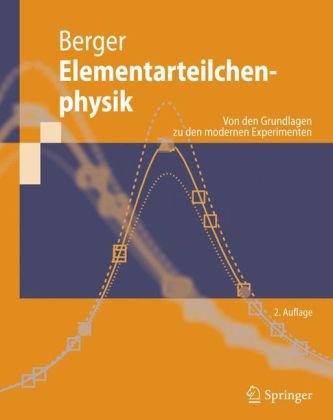 Berger
Elementarteilchen-
physik
Von den Grundlagen
zu den modernen Experimenten
2. Auflage
Springer